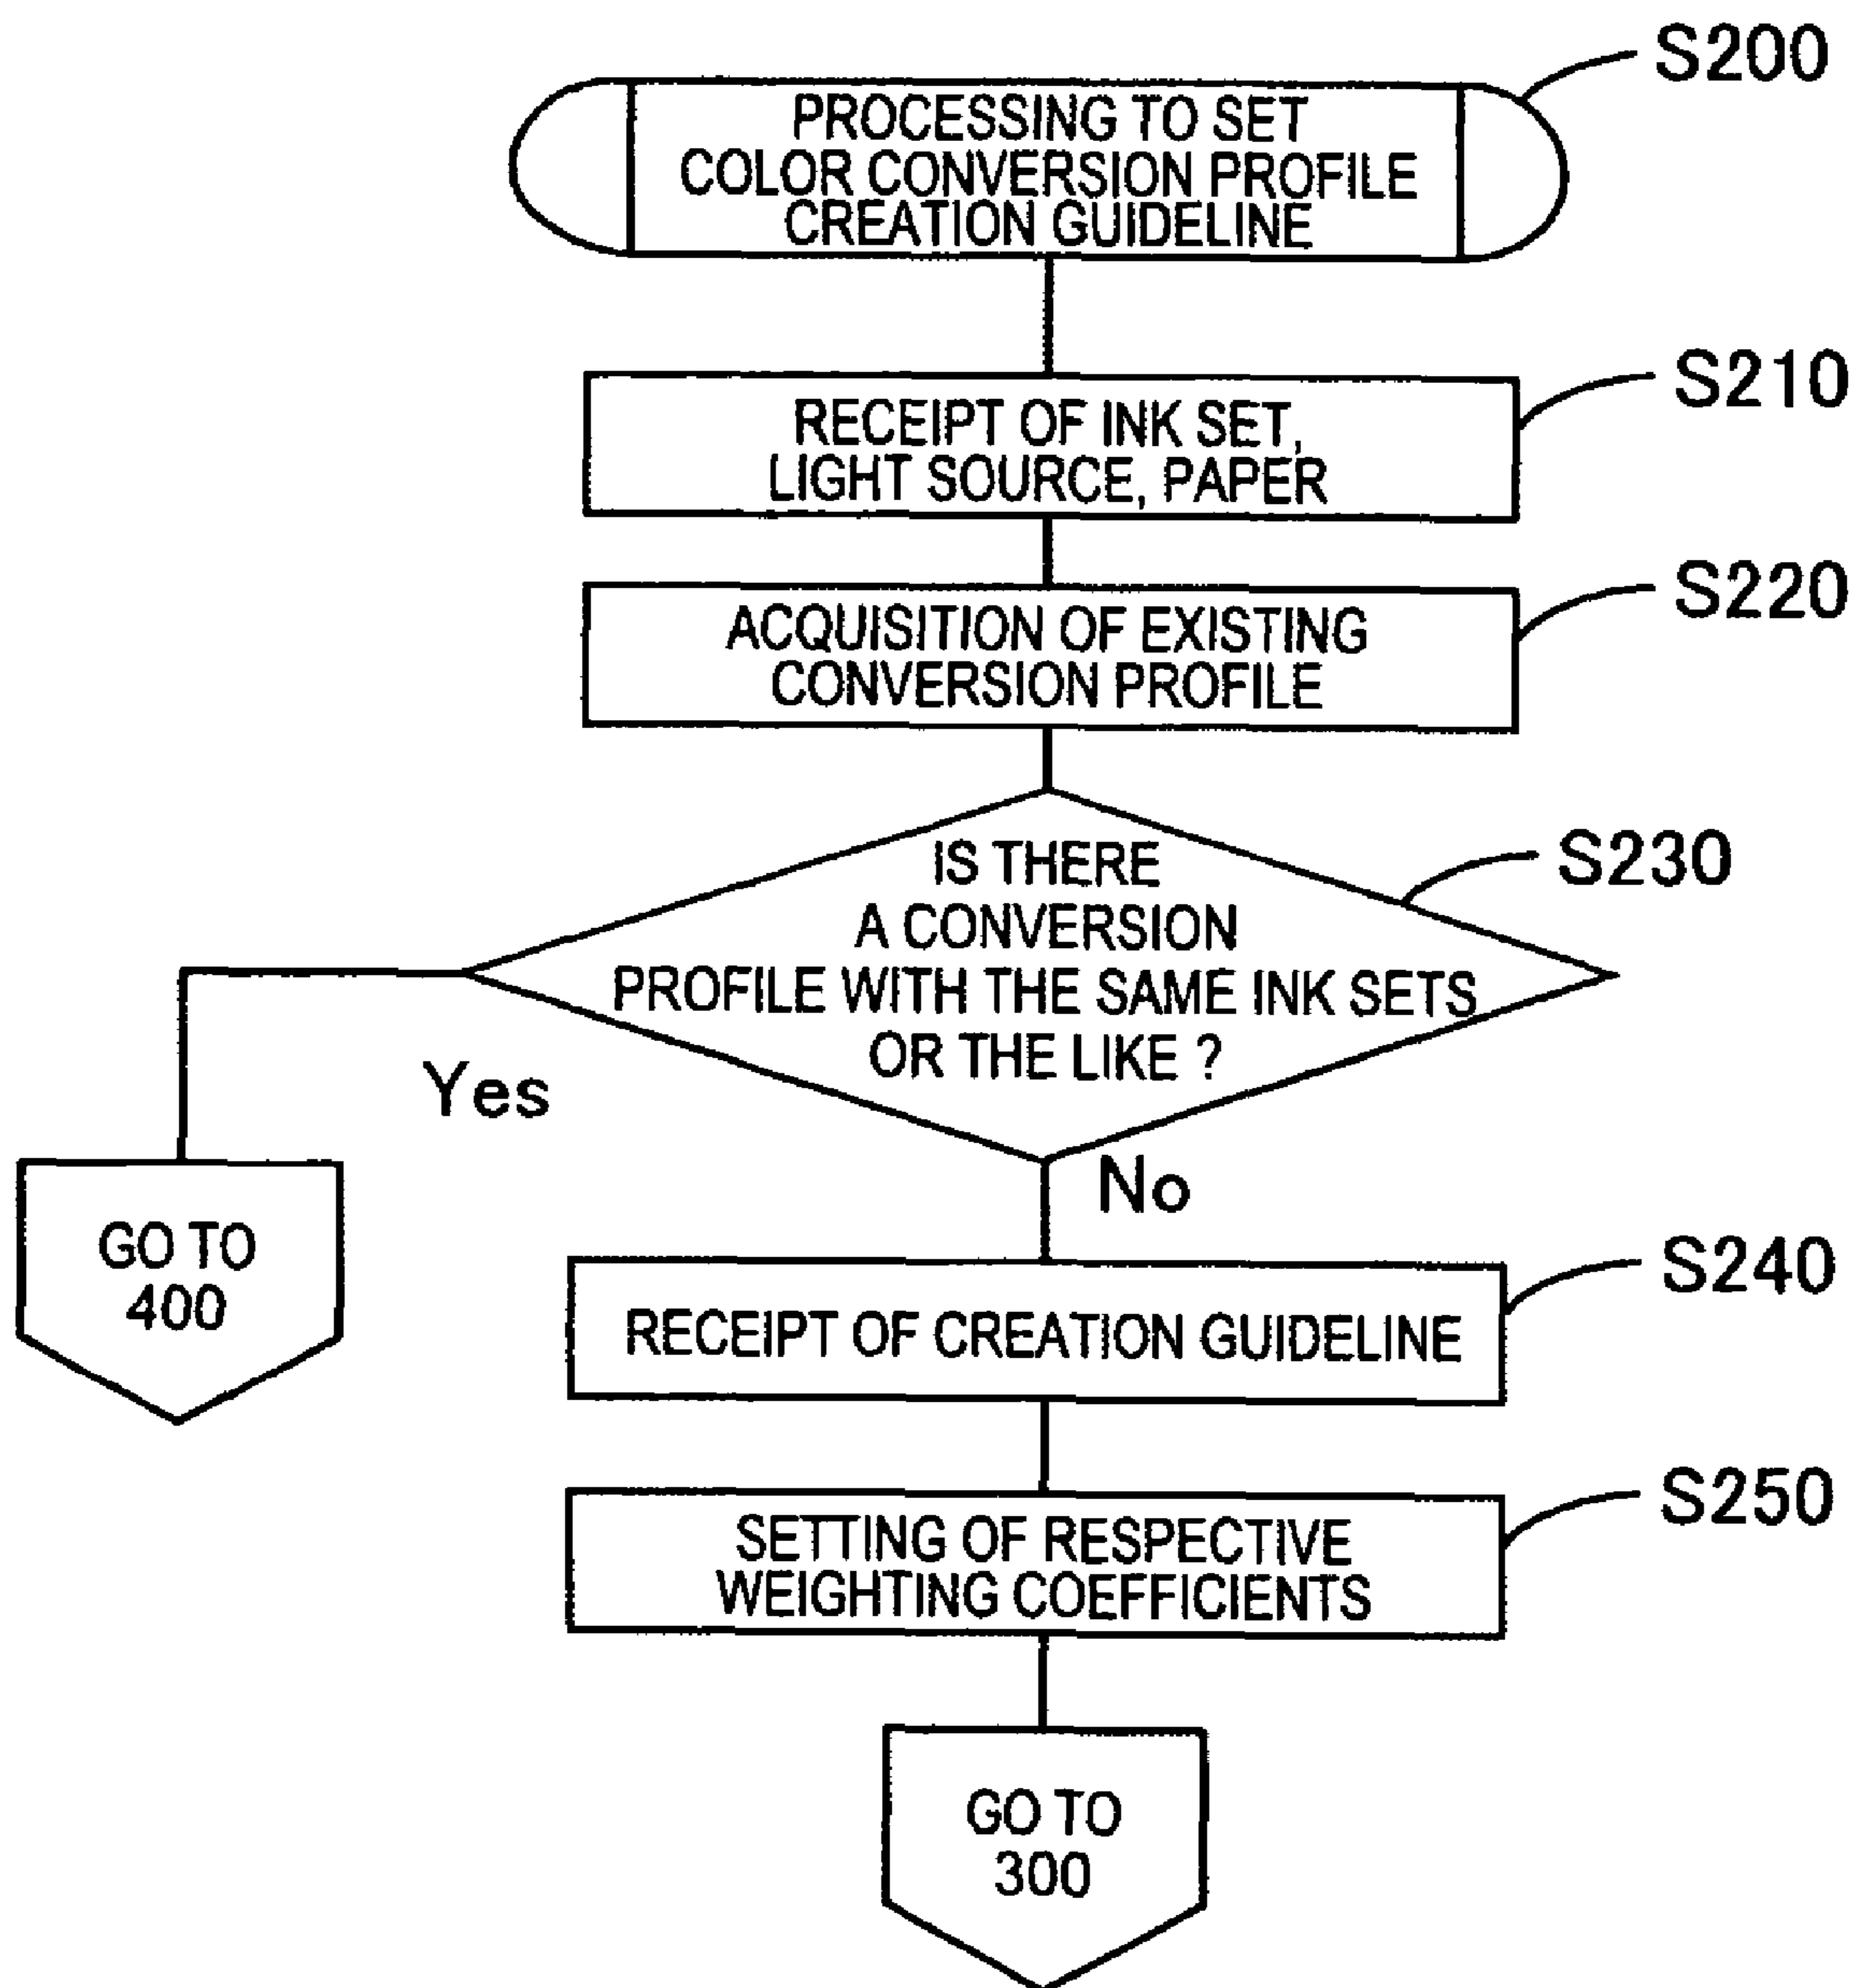 S200
PROCESSING TO SET
COLOR CONVERSION PROFILE
CREATION GUIDELINE
S210
RECEIPT OF INK SET,
LIGHT SOURCE, PAPER
S220
ACQUISITION OF EXISTING
CONVERSION PROFILE
S230
IS THERE
A CONVERSION
PROFILE WITH THE SAME INK SETS
OR THE LIKE ?
Yes
No
GO TO
400
S240
RECEIPT OF CREATION GUIDELINE
S250
SETTING OF RESPECTIVE
WEIGHTING COEFFICIENTS
GO TO
300